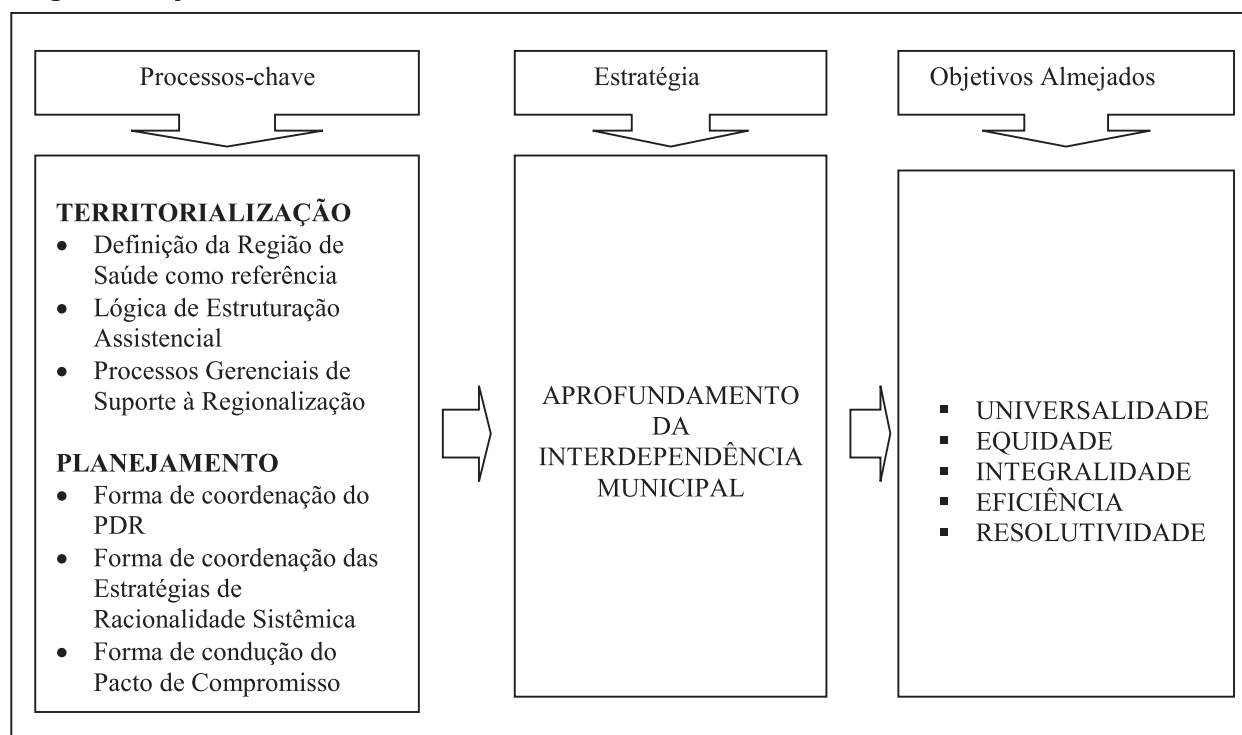 Processos-chave
Estratégia
Objetivos Almejados
TERRITORIALIZAÇÃO
• Definição da Região de
Saúde como referência
• Lógica de Estruturação
Assistencial
• Processos Gerenciais de
Suporte à Regionalização
PLANEJAMENTO
• Forma de coordenação do
PDR
• Forma de coordenação das
Estratégias de
Racionalidade Sistêmica
• Forma de condução do
Pacto de Compromisso
APROFUNDAMENTO
DA
INTERDEPENDÊNCIA
MUNICIPAL
▪ UNIVERSALIDADE
▪ EQUIDADE
▪ INTEGRALIDADE
▪ EFICIÊNCIA
▪ RESOLUTIVIDADE